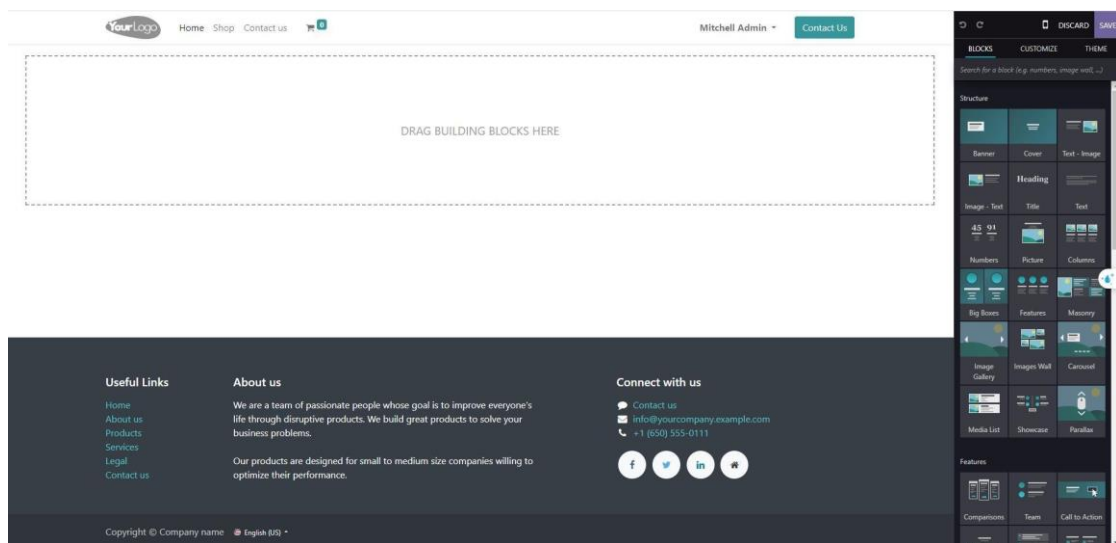 YourLogo
Home Shop Contact us 0
Mitchell Admin
Contact Us
DRAG BUILDING BLOCKS HERE
Useful Links
Home
About us
Products
Services
Legal
Contact us
About us
We are a team of passionate people whose goal is to improve everyone's
life through disruptive products. We build great products to solve your
business problems.
Our products are designed for small to medium size companies willing to
optimize their performance.
Connect with us
Contact us
info@yourcompany.example.com
+1 (650) 555-0111
Copyright © Company name English (US)
DISCARD SAVE
BLOCKS CUSTOMIZE THEME
Search for a block (e.g. numbers, image wall, ...)
Structure
Banner Cover Text - Image
Heading
Image - Text Title Text
45 91
Numbers Picture Columns
Big Boxes Features Masonry
Image
Gallery
Images Wall Carousel
Media List Showcase Parallax
Features
Comparisons Team Call to Action